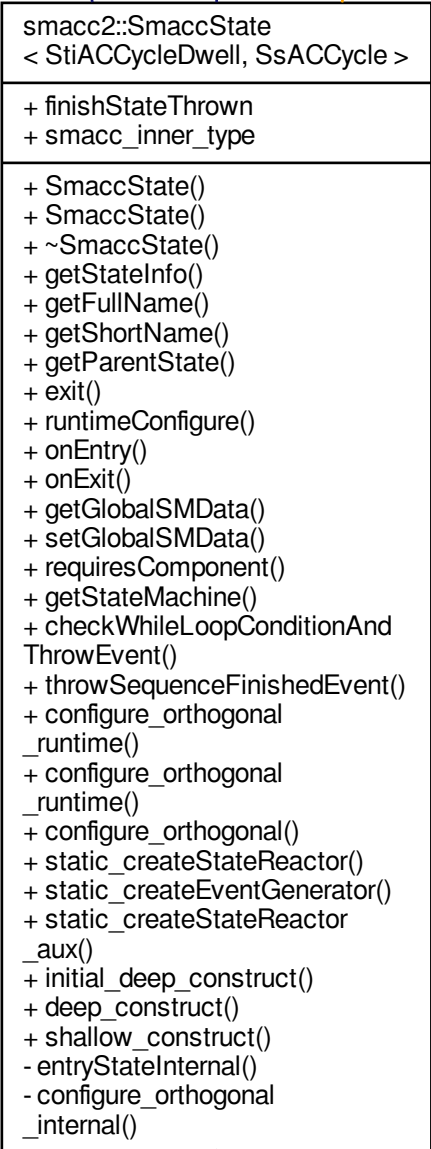 smacc2::SmaccState
< StiACCycleDwell, SsACCycle >
+ finishStateThrown
+ smacc_inner_type
+ SmaccState()
+ SmaccState()
+ ~SmaccState()
+ getStateInfo()
+ getFullName()
+ getShortName()
+ getParentState()
+ exit()
+ runtimeConfigure()
+ onEntry()
+ onExit()
+ getGlobalSMData()
+ setGlobalSMData()
+ requiresComponent()
+ getStateMachine()
+ checkWhileLoopConditionAnd
ThrowEvent()
+ throwSequenceFinishedEvent()
+ configure_orthogonal
_runtime()
+ configure_orthogonal
_runtime()
+ configure_orthogonal()
+ static_createStateReactor()
+ static_createEventGenerator()
+ static_createStateReactor
_aux()
+ initial_deep_construct()
+ deep_construct()
+ shallow_construct()
- entryStateInternal()
- configure_orthogonal
_internal()